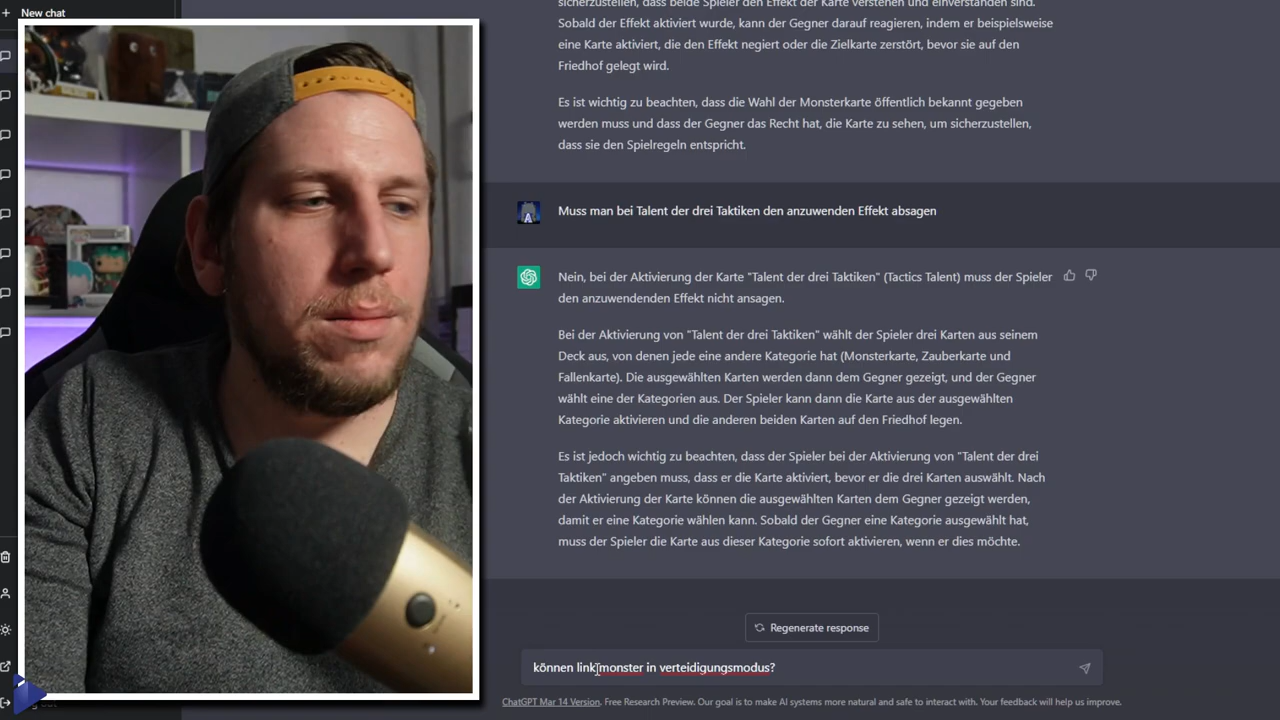 New chat
sicherzustellen, dass beide Spieler den Effekt der Karte verstehen und einverstanden sind.
Sobald der Effekt aktiviert wurde, kann der Gegner darauf reagieren, indem er beispielsweise
eine Karte aktiviert, die den Effekt negiert oder die Zielkarte zerstört, bevor sie auf den
Friedhof gelegt wird.
Es ist wichtig zu beachten, dass die Wahl der Monsterkarte öffentlich bekannt gegeben
werden muss und dass der Gegner das Recht hat, die Karte zu sehen, um sicherzustellen,
dass sie den Spielregeln entspricht.
Muss man bei Talent der drei Taktiken den anzuwenden Effekt absagen
Nein, bei der Aktivierung der Karte "Talent der drei Taktiken" (Tactics Talent) muss der Spieler
den anzuwendenden Effekt nicht ansagen.
Bei der Aktivierung von "Talent der drei Taktiken" wählt der Spieler drei Karten aus seinem
Deck aus, von denen jede eine andere Kategorie hat (Monsterkarte, Zauberkarte und
Fallenkarte). Die ausgewählten Karten werden dann dem Gegner gezeigt, und der Gegner
wählt eine der Kategorien aus. Der Spieler kann dann die Karte aus der ausgewählten
Kategorie aktivieren und die anderen beiden Karten auf den Friedhof legen.
Es ist jedoch wichtig zu beachten, dass der Spieler bei der Aktivierung von "Talent der drei
Taktiken" angeben muss, dass er die Karte aktiviert, bevor er die drei Karten auswählt. Nach
der Aktivierung der Karte können die ausgewählten Karten dem Gegner gezeigt werden,
damit er eine Kategorie wählen kann. Sobald der Gegner eine Kategorie ausgewählt hat,
muss der Spieler die Karte aus dieser Kategorie sofort aktivieren, wenn er dies möchte.
Regenerate response
können link monster in verteidigungsmodus?
ChatGPT Mar 14 Version. Free Research Preview. Our goal is to make AI systems more natural and safe to interact with. Your feedback will help us improve.